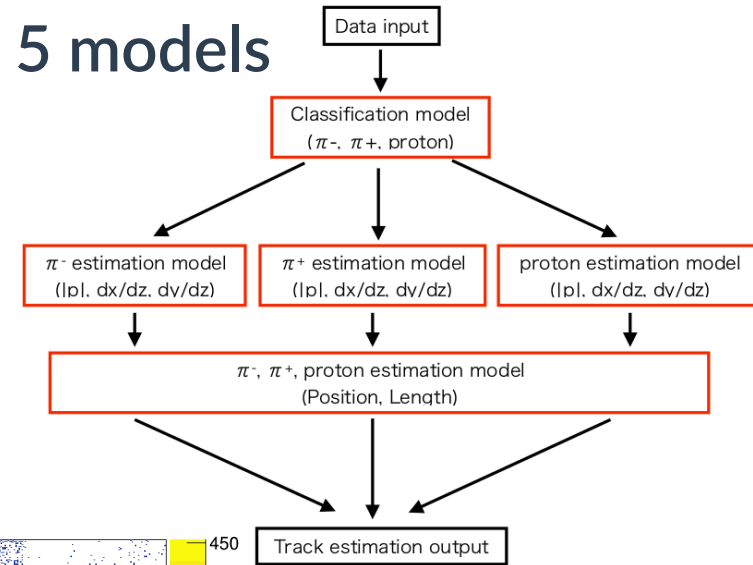 5 models
Data input
Classification model
(π-, π+, proton)
π⁻ estimation model
(|p|, dx/dz, dy/dz)
π⁺ estimation model
(|p|, dx/dz, dy/dz)
proton estimation model
(|p|, dx/dz, dy/dz)
π⁻, π⁺, proton estimation model
(Position, Length)
450
Track estimation output